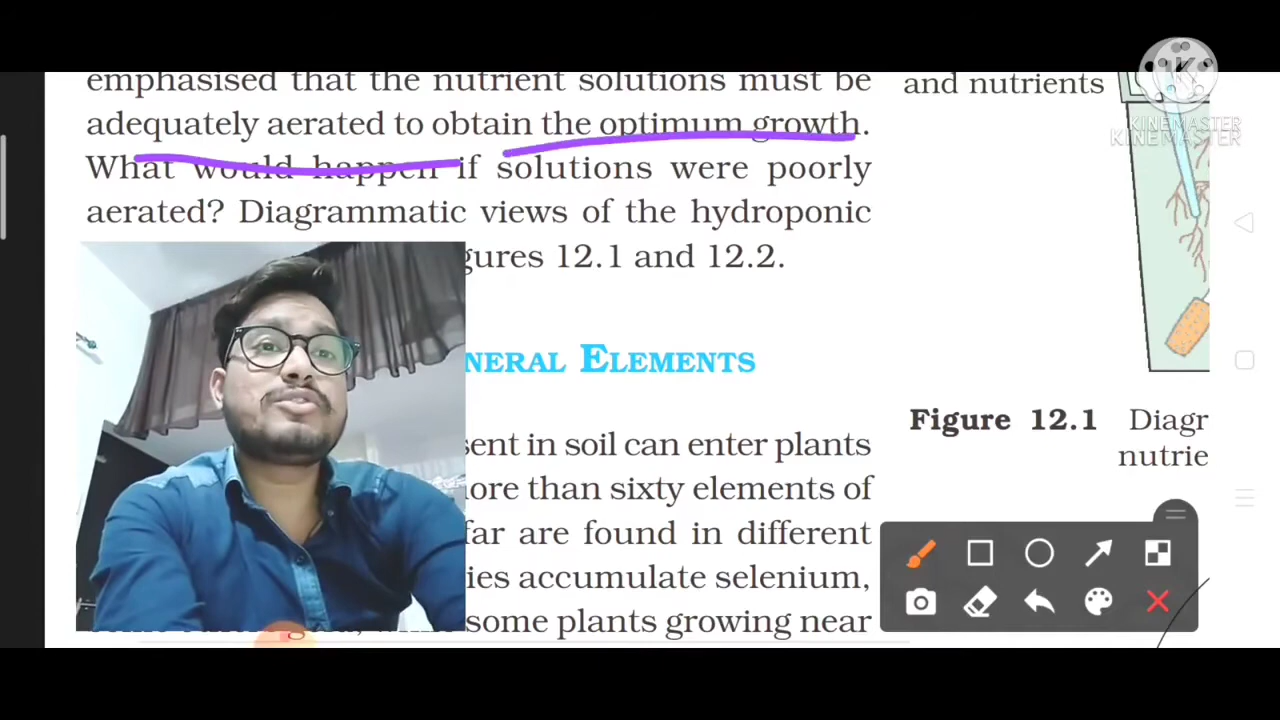 emphasised that the nutrient solutions must be
adequately aerated to obtain the optimum growth.
What would happen if solutions were poorly
aerated? Diagrammatic views of the hydroponic
gures 12.1 and 12.2.
NERAL ELEMENTS
sent in soil can enter plants
ore than sixty elements of
far are found in different
ies accumulate selenium,
some plants growing near
and nutrients
K
KINEMASTER
KINEMASTER
Figure 12.1 Diagr
nutrie